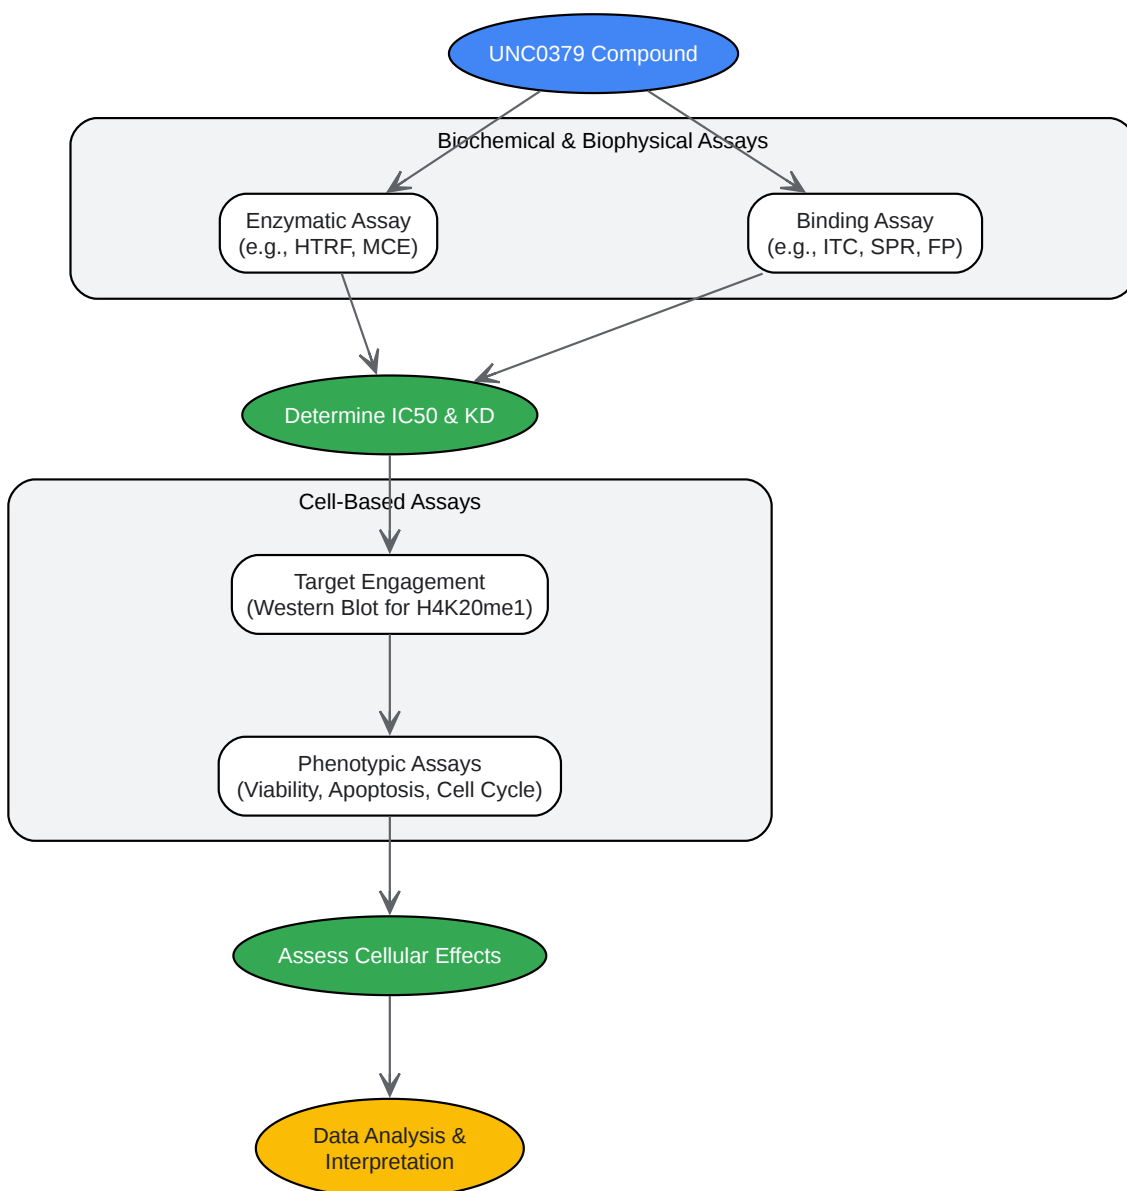 UNC0379 Compound
Biochemical & Biophysical Assays
Enzymatic Assay
(e.g., HTRF, MCE)
Binding Assay
(e.g., ITC, SPR, FP)
Determine IC50 & KD
Cell-Based Assays
Target Engagement
(Western Blot for H4K20me1)
Phenotypic Assays
(Viability, Apoptosis, Cell Cycle)
Assess Cellular Effects
Data Analysis &
Interpretation